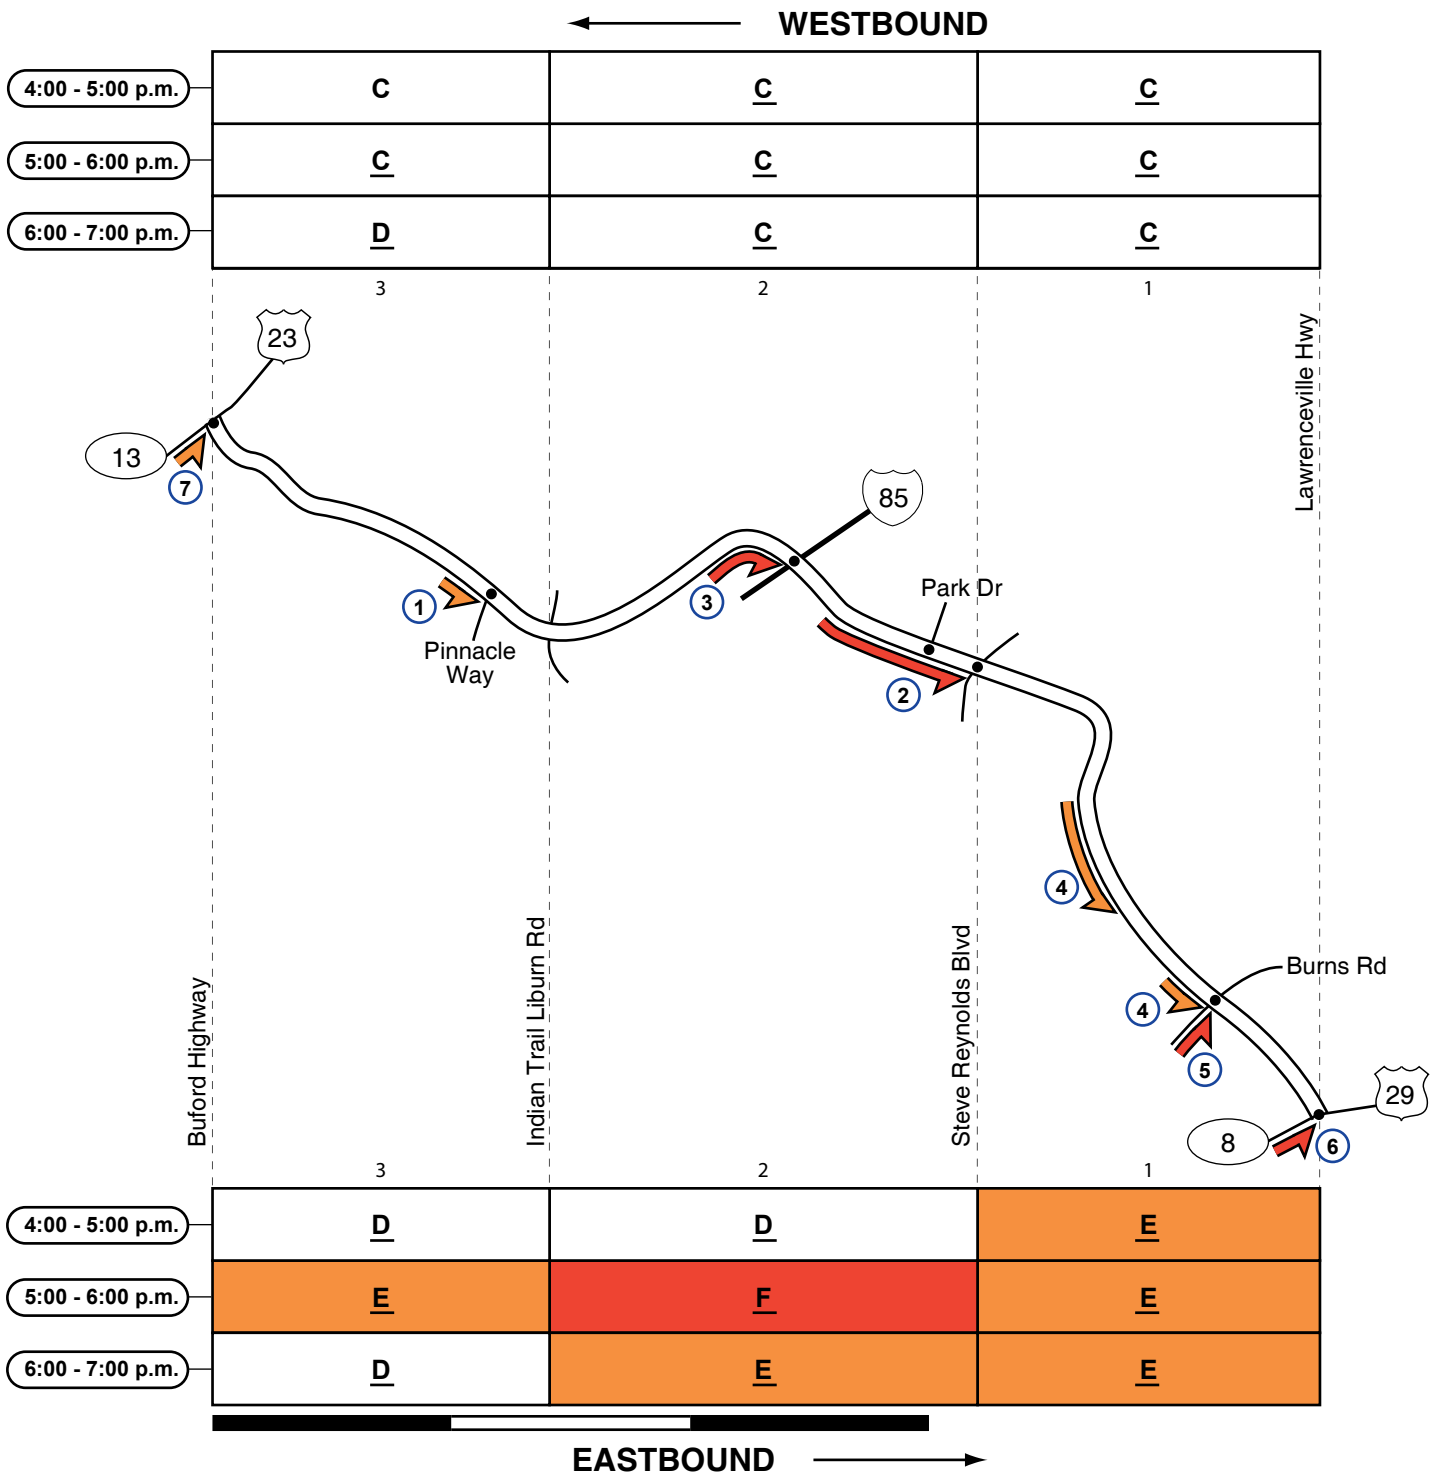 WESTBOUND
4:00 - 5:00 p.m. C C C
5:00 - 6:00 p.m. C C C
6:00 - 7:00 p.m. D C C
3 2 1
23
13
7
85
Lawrenceville Hwy
1
Pinnacle
Way
3
Park Dr
2
4
Burns Rd
4
5
29
8
6
Buford Highway
Indian Trail Liburn Rd
Steve Reynolds Blvd
3 2 1
4:00 - 5:00 p.m. D D E
5:00 - 6:00 p.m. E F E
6:00 - 7:00 p.m. D E E
EASTBOUND